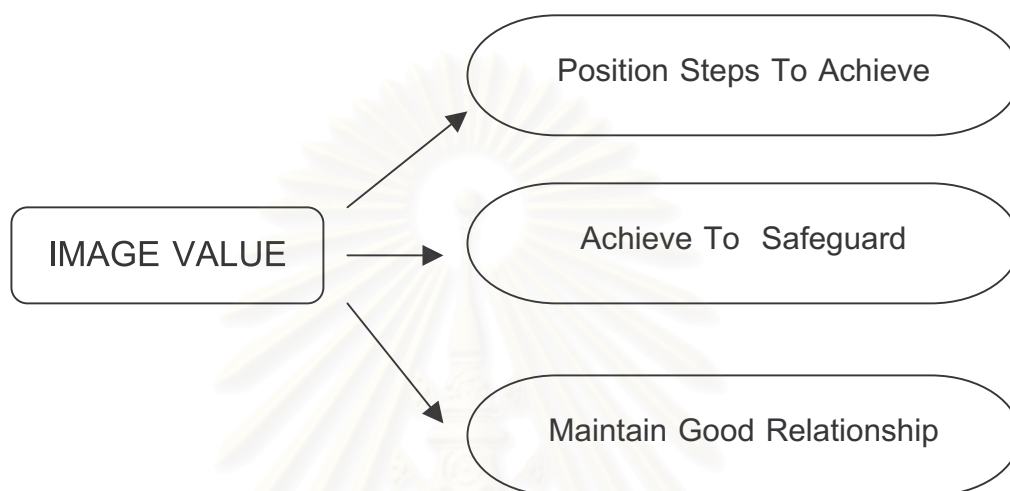 Position Steps To Achieve
IMAGE VALUE
Achieve To Safeguard
Maintain Good Relationship